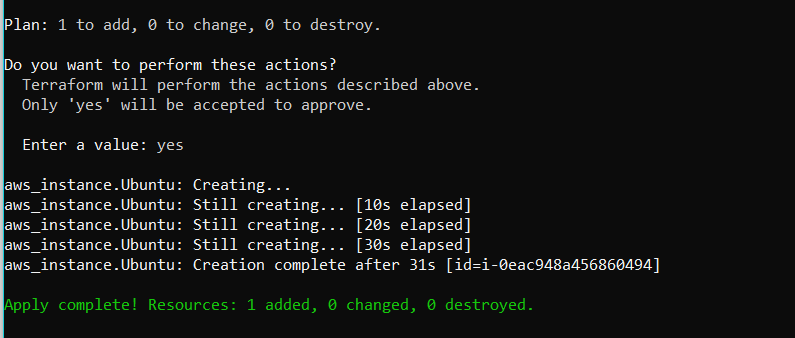 Plan: 1 to add, 0 to change, 0 to destroy.
Do you want to perform these actions?
Terraform will perform the actions described above.
Only 'yes' will be accepted to approve.
Enter a value: yes
aws_instance.Ubuntu: Creating...
aws_instance.Ubuntu: Still creating... [10s elapsed]
aws_instance.Ubuntu: Still creating... [20s elapsed]
aws_instance.Ubuntu: Still creating... [30s elapsed]
aws_instance.Ubuntu: Creation complete after 31s [id=i-0eac948a456860494]
Apply complete! Resources: 1 added, 0 changed, 0 destroyed.